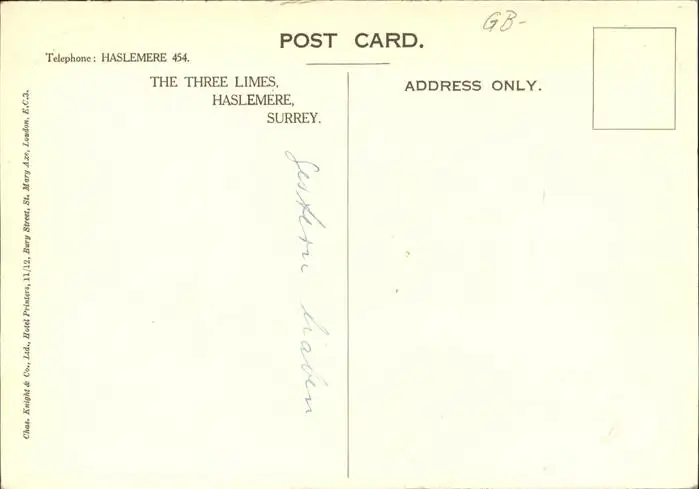 GB-
POST CARD.
Telephone: HASLEMERE 454.
THE THREE LIMES,
HASLEMERE,
SURREY.
ADDRESS ONLY.
Chas. Knight & Co., Ltd., Hotel Printers, 11/12, Bury Street, St. Mary Axe, London, E.C.3.
gestern